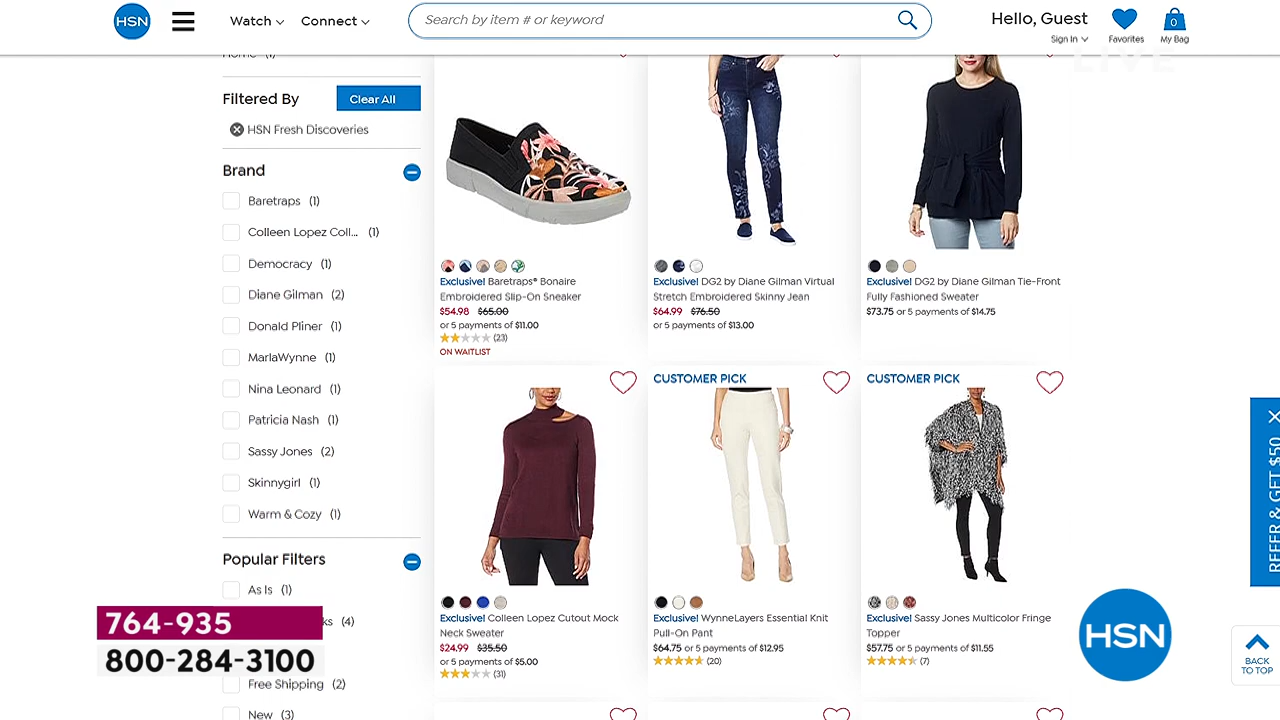 HSN
Watch
Connect
Search by item # or keyword
Hello, Guest
Sign In
Favorites
0
My Bag
LIVE
Home (1)
Filtered By
Clear All
HSN Fresh Discoveries
Brand
Baretraps (1)
Colleen Lopez Coll... (1)
Democracy (1)
Diane Gilman (2)
Donald Pliner (1)
MarlaWynne (1)
Nina Leonard (1)
Patricia Nash (1)
Sassy Jones (2)
Skinnygirl (1)
Warm & Cozy (1)
Popular Filters
As Is (1)
ks (4)
Free Shipping (2)
New (3)
Exclusive! Baretraps® Bonaire
Embroidered Slip-On Sneaker
$54.98 $65.00
or 5 payments of $11.00
(23)
ON WAITLIST
Exclusive! DG2 by Diane Gilman Virtual
Stretch Embroidered Skinny Jean
$64.99 $76.50
or 5 payments of $13.00
Exclusive! DG2 by Diane Gilman Tie-Front
Fully Fashioned Sweater
$73.75 or 5 payments of $14.75
Exclusive! Colleen Lopez Cutout Mock
Neck Sweater
$24.99 $35.50
or 5 payments of $5.00
(31)
CUSTOMER PICK
Exclusive! WynneLayers Essential Knit
Pull-On Pant
$64.75 or 5 payments of $12.95
(20)
CUSTOMER PICK
Exclusive! Sassy Jones Multicolor Fringe
Topper
$57.75 or 5 payments of $11.55
(7)
REFER & GET $50
764-935
800-284-3100
HSN
BACK
TO TOP